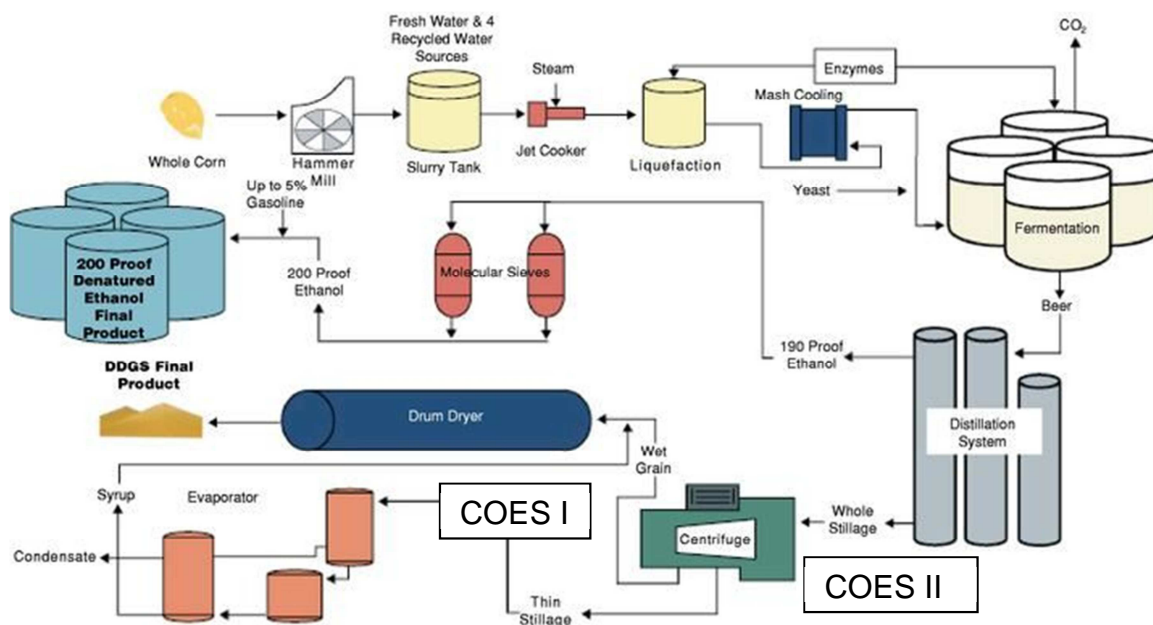 Fresh Water & 4
Recycled Water
Sources
CO₂
Steam
Enzymes
Mash Cooling
Whole Corn
Hammer
Mill
Slurry Tank
Jet Cooker
Liquefaction
Yeast
Fermentation
Up to 5%
Gasoline
200 Proof
Denatured
Ethanol
Final
Product
200 Proof
Ethanol
Molecular Sieves
Beer
190 Proof
Ethanol
DDGS Final
Product
Drum Dryer
Distillation
System
Wet
Grain
Syrup
Evaporator
COES I
Whole
Stillage
Centrifuge
Condensate
COES II
Thin
Stillage